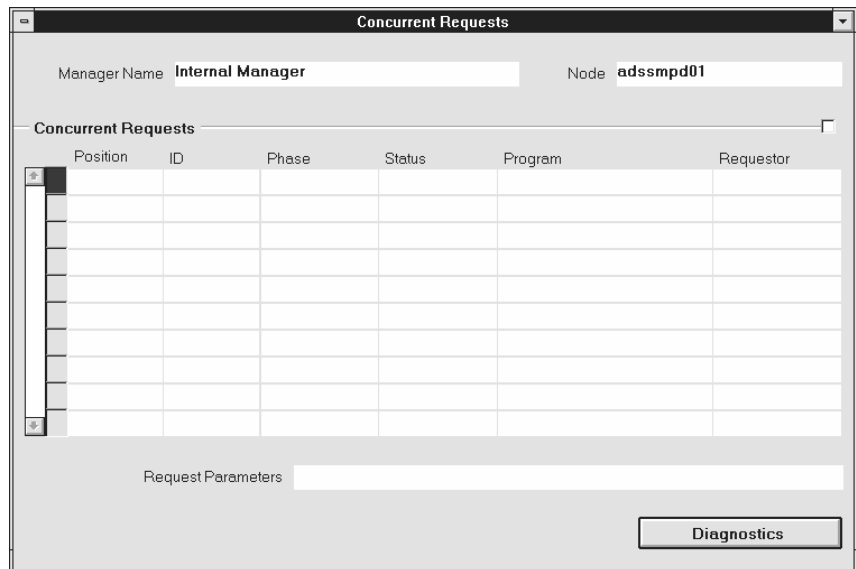 Concurrent Requests
Manager Name Internal Manager Node adssmpd01
Concurrent Requests
Position ID Phase Status Program Requestor
Request Parameters
Diagnostics